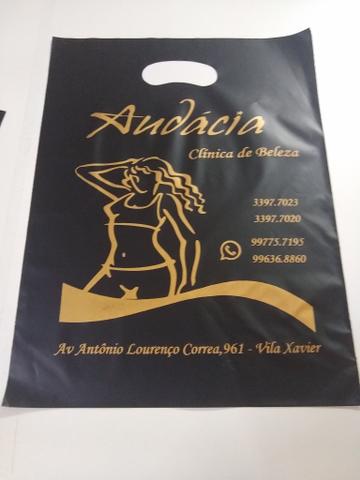 Audácia
Clínica de Beleza
3397.7023
3397.7020
99775.7195
99636.8860
Av Antônio Lourenço Correa,961 - Vila Xavier